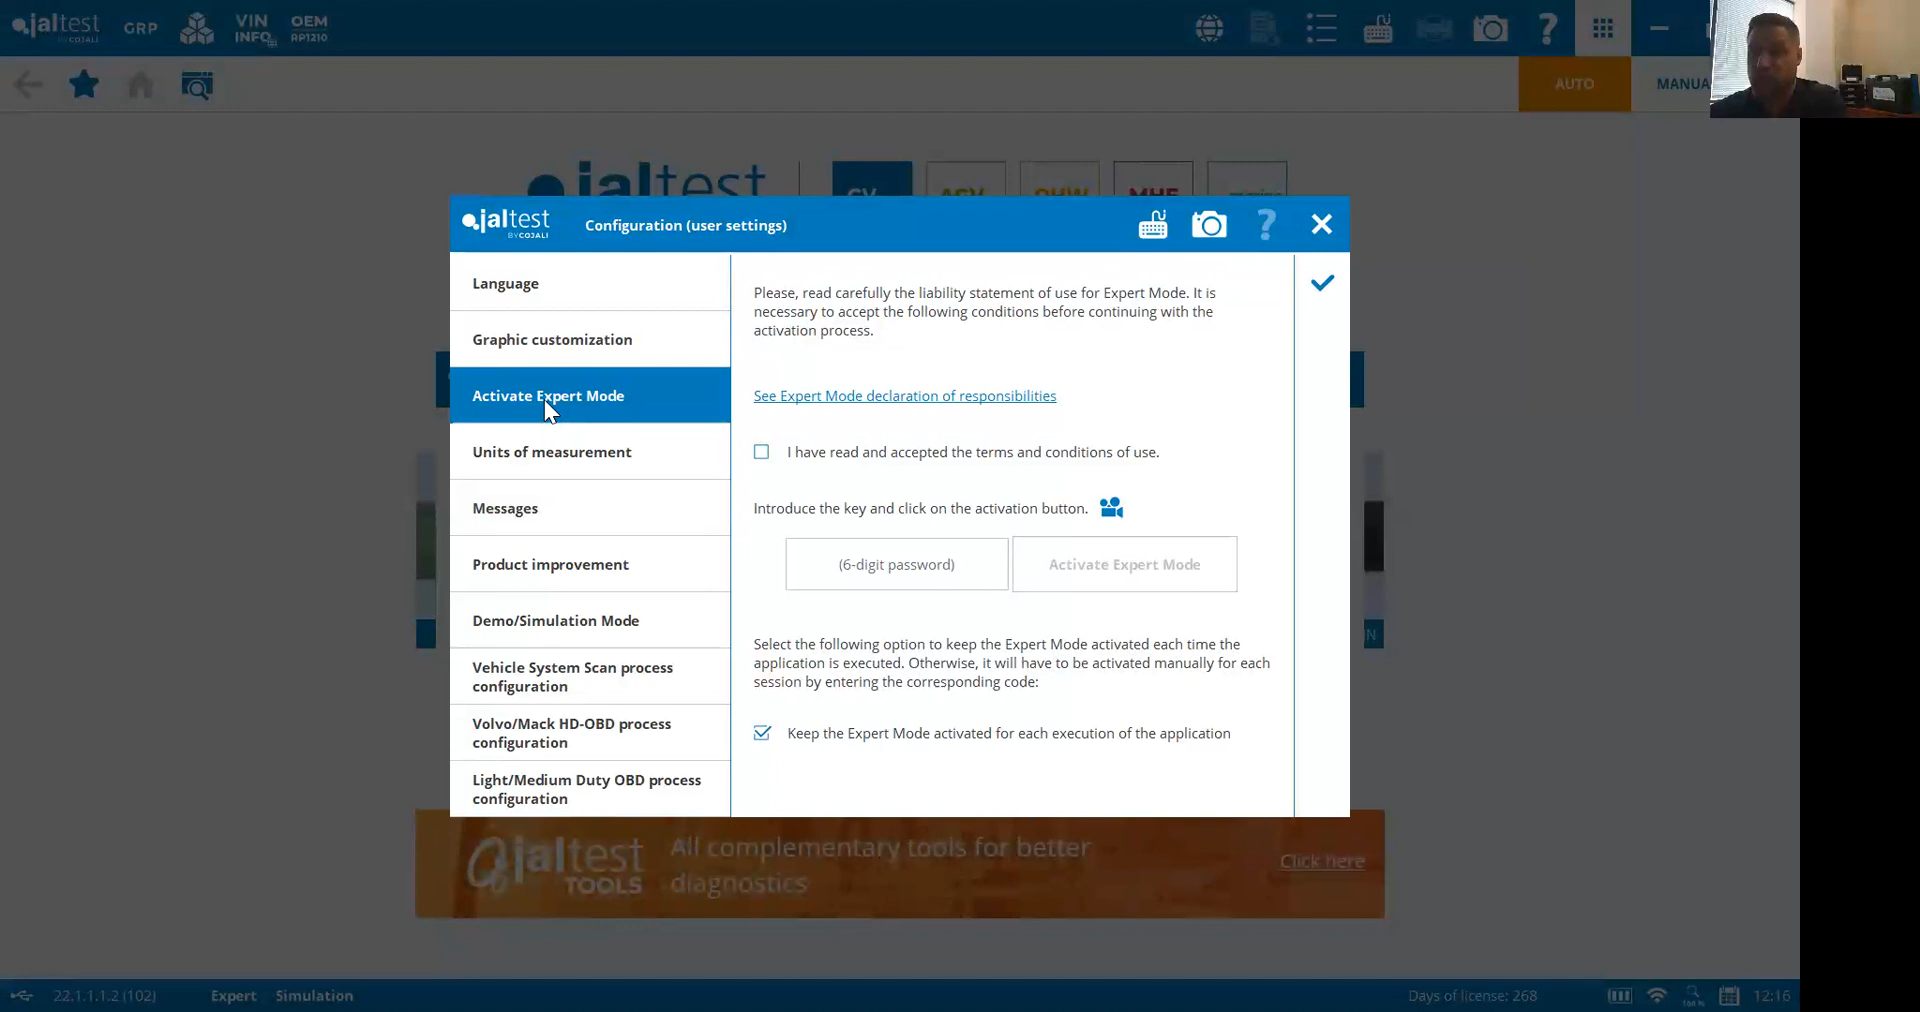 jaltest GRP VIN INFO OEM RP1210
BY COJALI
AUTO
jaltest
jaltest Configuration (user settings)
BY COJALI
Language
Graphic customization
Activate Expert Mode
Units of measurement
Messages
Product improvement
Demo/Simulation Mode
Vehicle System Scan process
configuration
Volvo/Mack HD-OBD process
configuration
Light/Medium Duty OBD process
configuration
Please, read carefully the liability statement of use for Expert Mode. It is
necessary to accept the following conditions before continuing with the
activation process.
See Expert Mode declaration of responsibilities
I have read and accepted the terms and conditions of use.
Introduce the key and click on the activation button.
(6-digit password) Activate Expert Mode
Select the following option to keep the Expert Mode activated each time the
application is executed. Otherwise, it will have to be activated manually for each
session by entering the corresponding code:
Keep the Expert Mode activated for each execution of the application
jaltest
TOOLS
All complementary tools for better
diagnostics
Click here
22.1.1.1.2 (102) Expert Simulation Days of license: 268 100 % 12:16